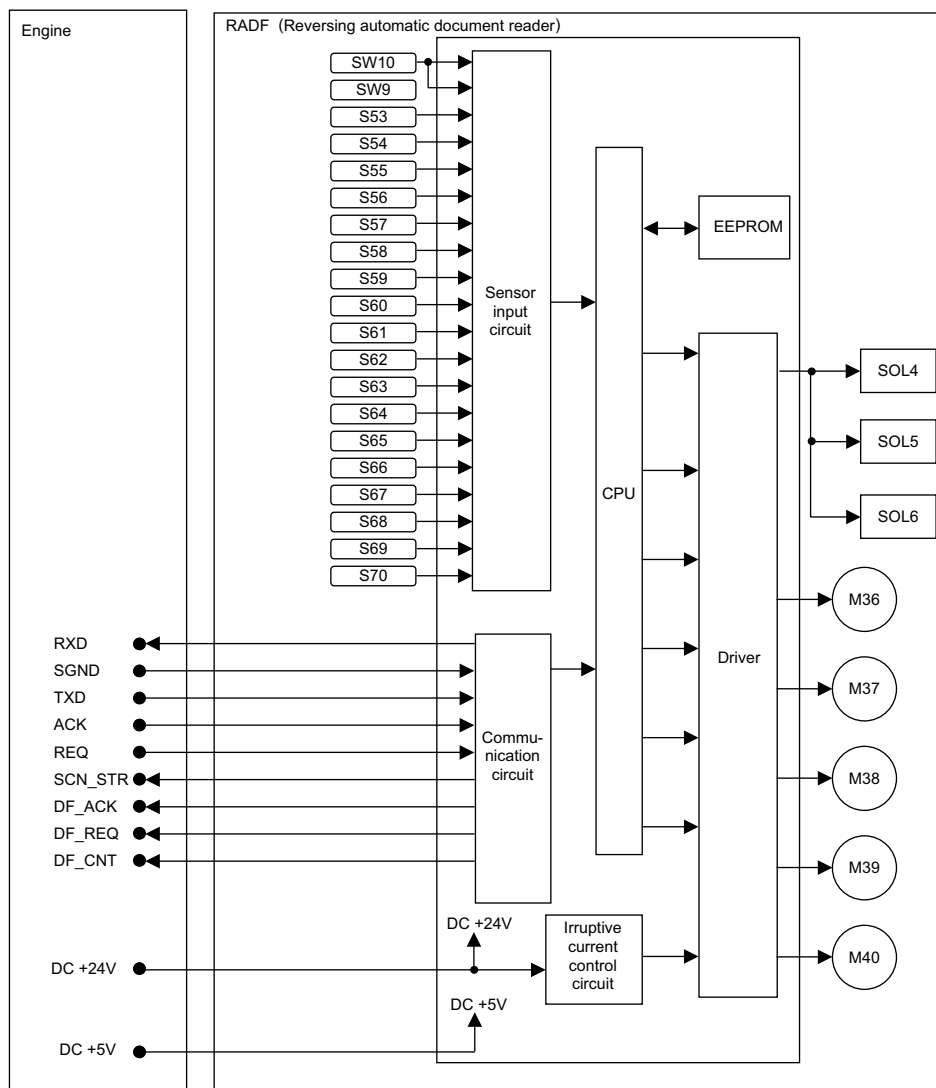 Engine
RADF (Reversing automatic document reader)
SW10
SW9
S53
S54
S55
S56
S57
S58
S59
S60
S61
S62
S63
S64
S65
S66
S67
S68
S69
S70
Sensor
input
circuit
CPU
EEPROM
Driver
SOL4
SOL5
SOL6
M36
M37
M38
M39
M40
RXD
SGND
TXD
ACK
REQ
SCN_STR
DF_ACK
DF_REQ
DF_CNT
Commu-
nication
circuit
DC +24V
Irruptive
current
control
circuit
DC +24V
DC +5V
DC +5V